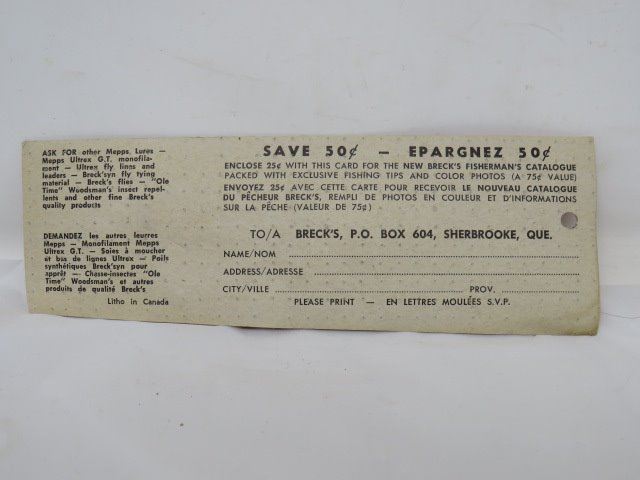 ASK FOR other Mepps Lures —
Mepps Ultrex G.T. monofila-
ment — Ultrex fly lines and
leaders — Breck'syn fly tying
material — Breck's flies — "Ole
Time" Woodsman's insect repel-
lents and other fine Breck's
quality products
DEMANDEZ les autres leurres
Mepps — Monofilament Mepps
Ultrex G.T. — Soies à moucher
et bas de lignes Ultrex — Poils
synthétiques Breck'syn pour
apprêt — Chasse-insectes "Ole
Time" Woodsman's et autres
produits de qualité Breck's
Litho in Canada
SAVE 50¢ — EPARGNEZ 50¢
ENCLOSE 25¢ WITH THIS CARD FOR THE NEW BRECK'S FISHERMAN'S CATALOGUE
PACKED WITH EXCLUSIVE FISHING TIPS AND COLOR PHOTOS (A 75¢ VALUE)
ENVOYEZ 25¢ AVEC CETTE CARTE POUR RECEVOIR LE NOUVEAU CATALOGUE
DU PÊCHEUR BRECK'S, REMPLI DE PHOTOS EN COULEUR ET D'INFORMATIONS
SUR LA PÊCHE (VALEUR DE 75¢)
TO/A BRECK'S, P.O. BOX 604, SHERBROOKE, QUE.
NAME/NOM
ADDRESS/ADRESSE
CITY/VILLE PROV.
PLEASE PRINT — EN LETTRES MOULÉES S.V.P.